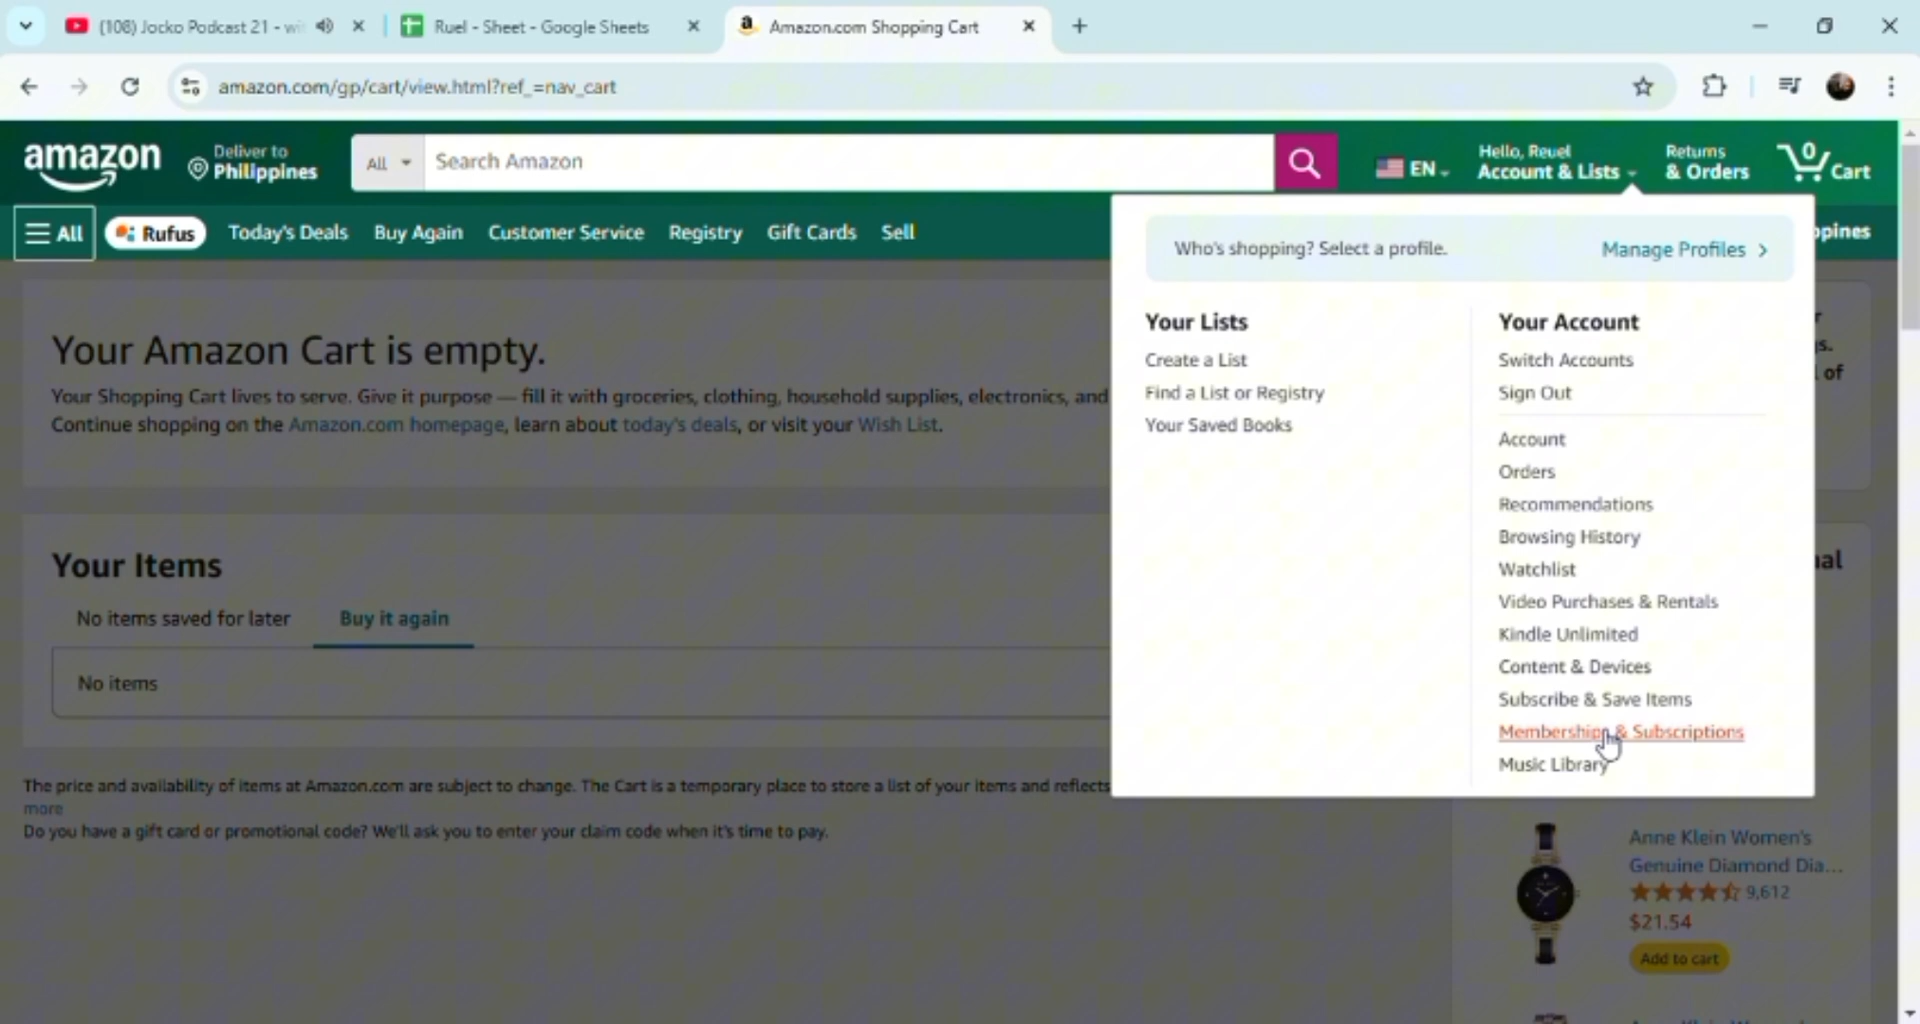 (108) Jocko Podcast 21 - wi
Ruel - Sheet - Google Sheets
Amazon.com Shopping Cart
amazon.com/gp/cart/view.html?ref_=nav_cart
amazon
Deliver to
Philippines
All
Search Amazon
EN
Hello, Reuel
Account & Lists
Returns
& Orders
0
Cart
All
Rufus
Today's Deals
Buy Again
Customer Service
Registry
Gift Cards
Sell
ppines
Who's shopping? Select a profile.
Manage Profiles
Your Lists
Create a List
Find a List or Registry
Your Saved Books
Your Account
Switch Accounts
Sign Out
Account
Orders
Recommendations
Browsing History
Watchlist
Video Purchases & Rentals
Kindle Unlimited
Content & Devices
Subscribe & Save Items
Memberships & Subscriptions
Music Library
Your Amazon Cart is empty.
Your Shopping Cart lives to serve. Give it purpose — fill it with groceries, clothing, household supplies, electronics, and
Continue shopping on the Amazon.com homepage, learn about today's deals, or visit your Wish List.
Your Items
No items saved for later
Buy it again
No items
The price and availability of items at Amazon.com are subject to change. The Cart is a temporary place to store a list of your items and reflects
more
Do you have a gift card or promotional code? We'll ask you to enter your claim code when it's time to pay.
Anne Klein Women's
Genuine Diamond Dia...
9,612
$21.54
Add to cart